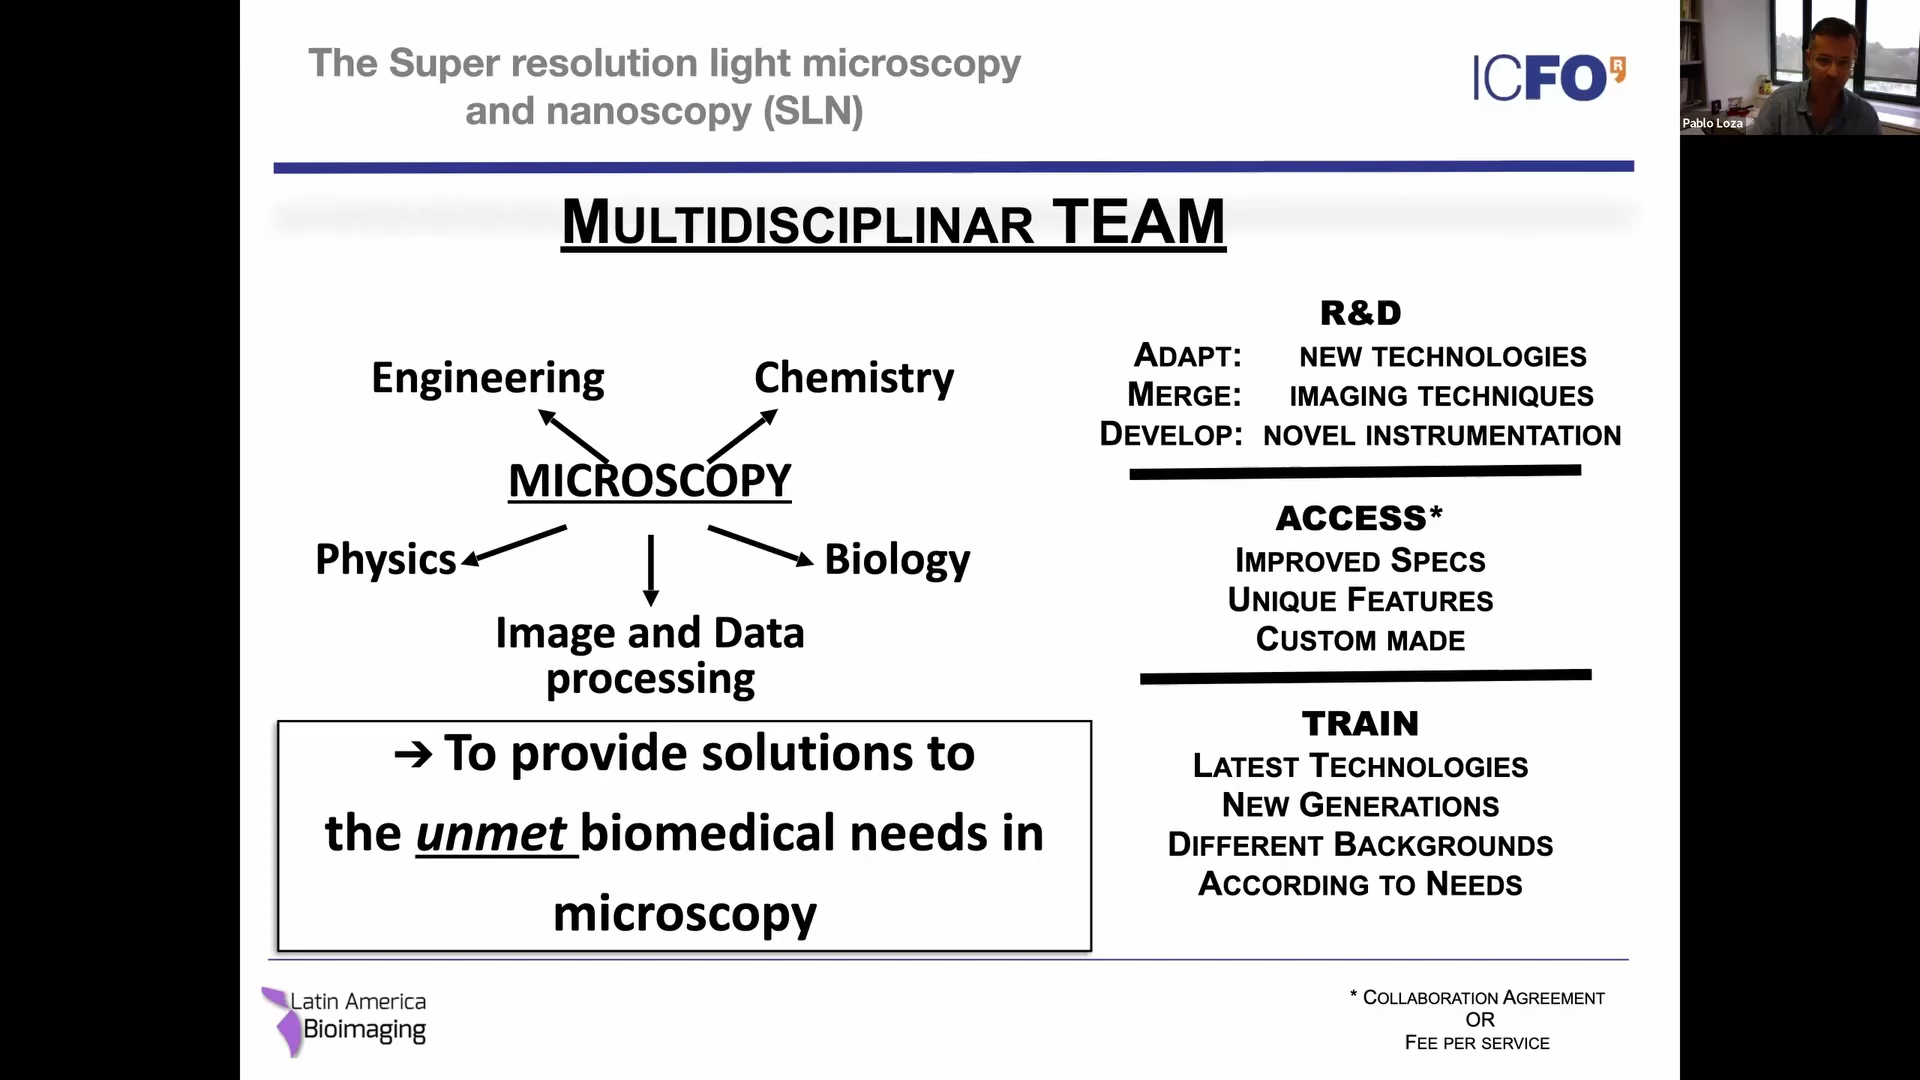 The Super resolution light microscopy
and nanoscopy (SLN)
ICFOR
Pablo Loza
MULTIDISCIPLINAR TEAM
Engineering
Chemistry
MICROSCOPY
Physics
Biology
Image and Data
processing
➔ To provide solutions to
the unmet biomedical needs in
microscopy
R&D
ADAPT: NEW TECHNOLOGIES
MERGE: IMAGING TECHNIQUES
DEVELOP: NOVEL INSTRUMENTATION
ACCESS*
IMPROVED SPECS
UNIQUE FEATURES
CUSTOM MADE
TRAIN
LATEST TECHNOLOGIES
NEW GENERATIONS
DIFFERENT BACKGROUNDS
ACCORDING TO NEEDS
Latin America
Bioimaging
* COLLABORATION AGREEMENT
OR
FEE PER SERVICE